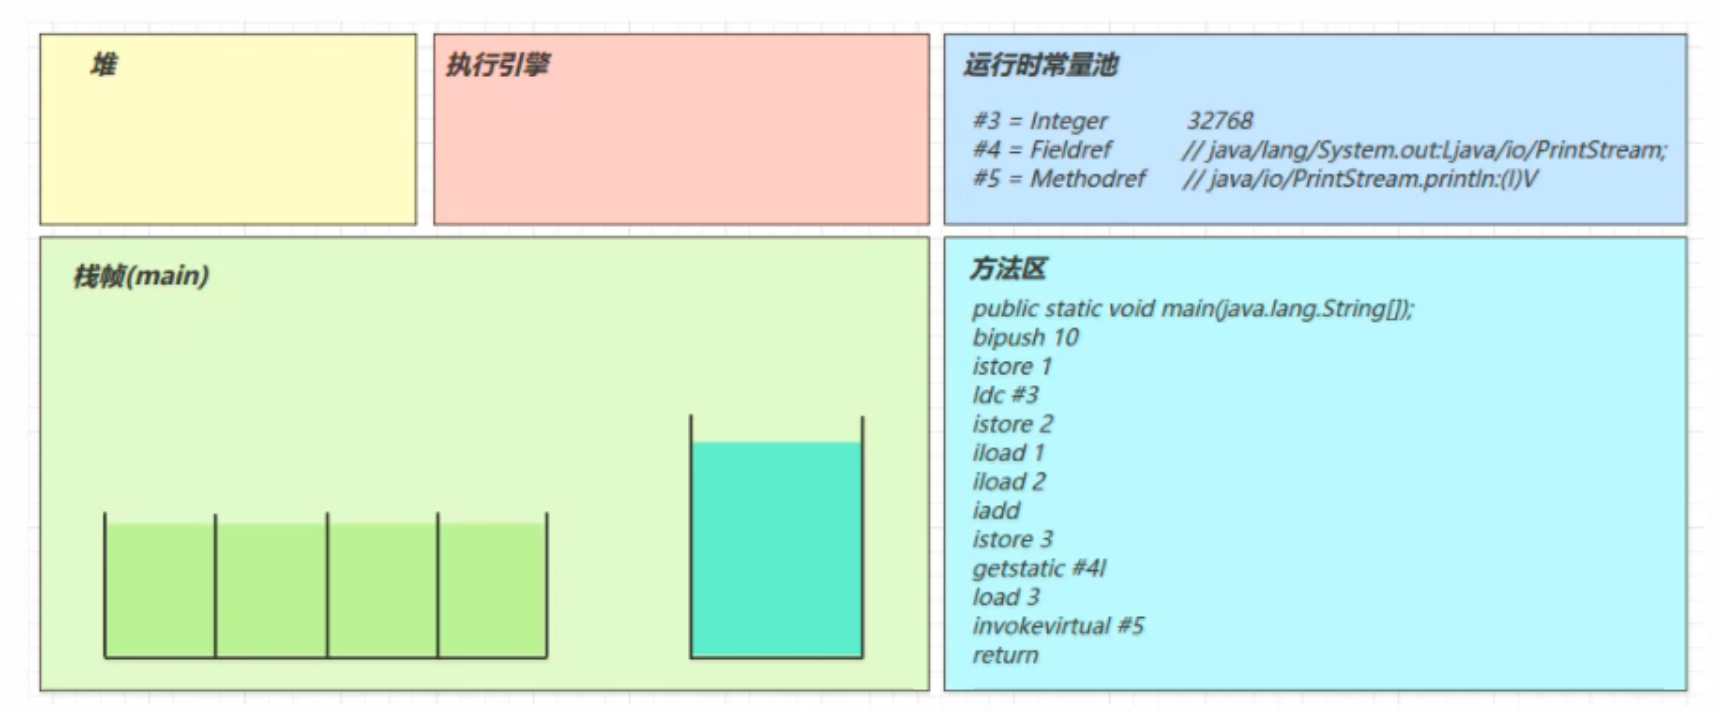 堆
执行引擎
运行时常量池
#3 = Integer 32768
#4 = Fieldref // java/lang/System.out:Ljava/io/PrintStream;
#5 = Methodref // java/io/PrintStream.println:(I)V
栈帧(main)
方法区
public static void main(java.lang.String[]);
bipush 10
istore 1
ldc #3
istore 2
iload 1
iload 2
iadd
istore 3
getstatic #4I
load 3
invokevirtual #5
return